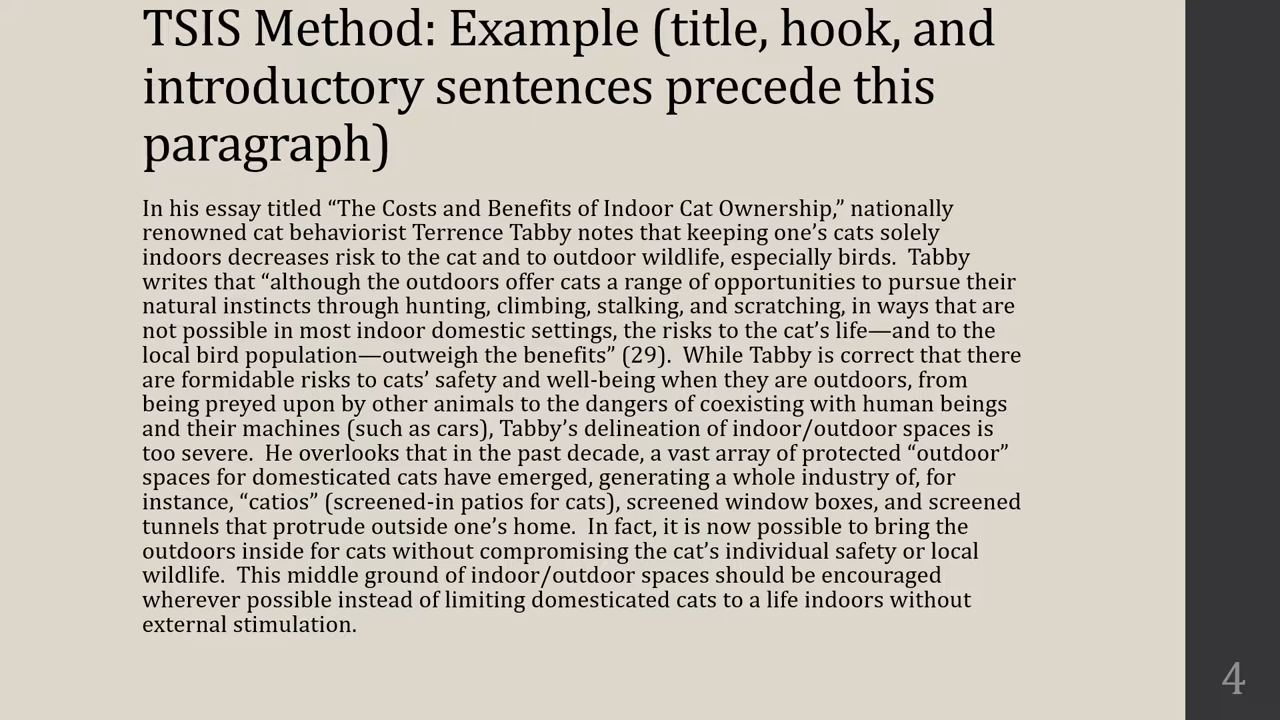 TSIS Method: Example (title, hook, and
introductory sentences precede this
paragraph)
In his essay titled “The Costs and Benefits of Indoor Cat Ownership,” nationally
renowned cat behaviorist Terrence Tabby notes that keeping one’s cats solely
indoors decreases risk to the cat and to outdoor wildlife, especially birds.  Tabby
writes that “although the outdoors offer cats a range of opportunities to pursue their
natural instincts through hunting, climbing, stalking, and scratching, in ways that are
not possible in most indoor domestic settings, the risks to the cat’s life—and to the
local bird population—outweigh the benefits” (29).  While Tabby is correct that there
are formidable risks to cats’ safety and well-being when they are outdoors, from
being preyed upon by other animals to the dangers of coexisting with human beings
and their machines (such as cars), Tabby’s delineation of indoor/outdoor spaces is
too severe.  He overlooks that in the past decade, a vast array of protected “outdoor”
spaces for domesticated cats have emerged, generating a whole industry of, for
instance, “catios” (screened-in patios for cats), screened window boxes, and screened
tunnels that protrude outside one’s home.  In fact, it is now possible to bring the
outdoors inside for cats without compromising the cat’s individual safety or local
wildlife.  This middle ground of indoor/outdoor spaces should be encouraged
wherever possible instead of limiting domesticated cats to a life indoors without
external stimulation.
4